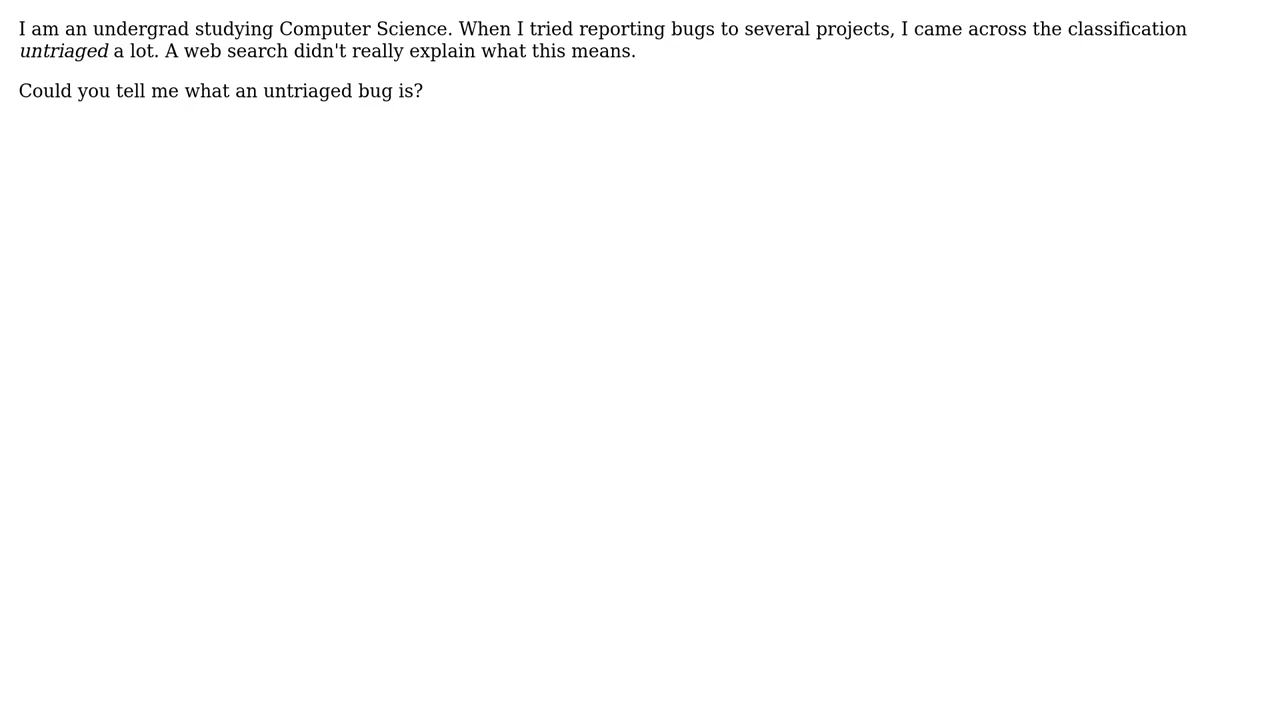 I am an undergrad studying Computer Science. When I tried reporting bugs to several projects, I came across the classification
untriaged a lot. A web search didn't really explain what this means.
Could you tell me what an untriaged bug is?